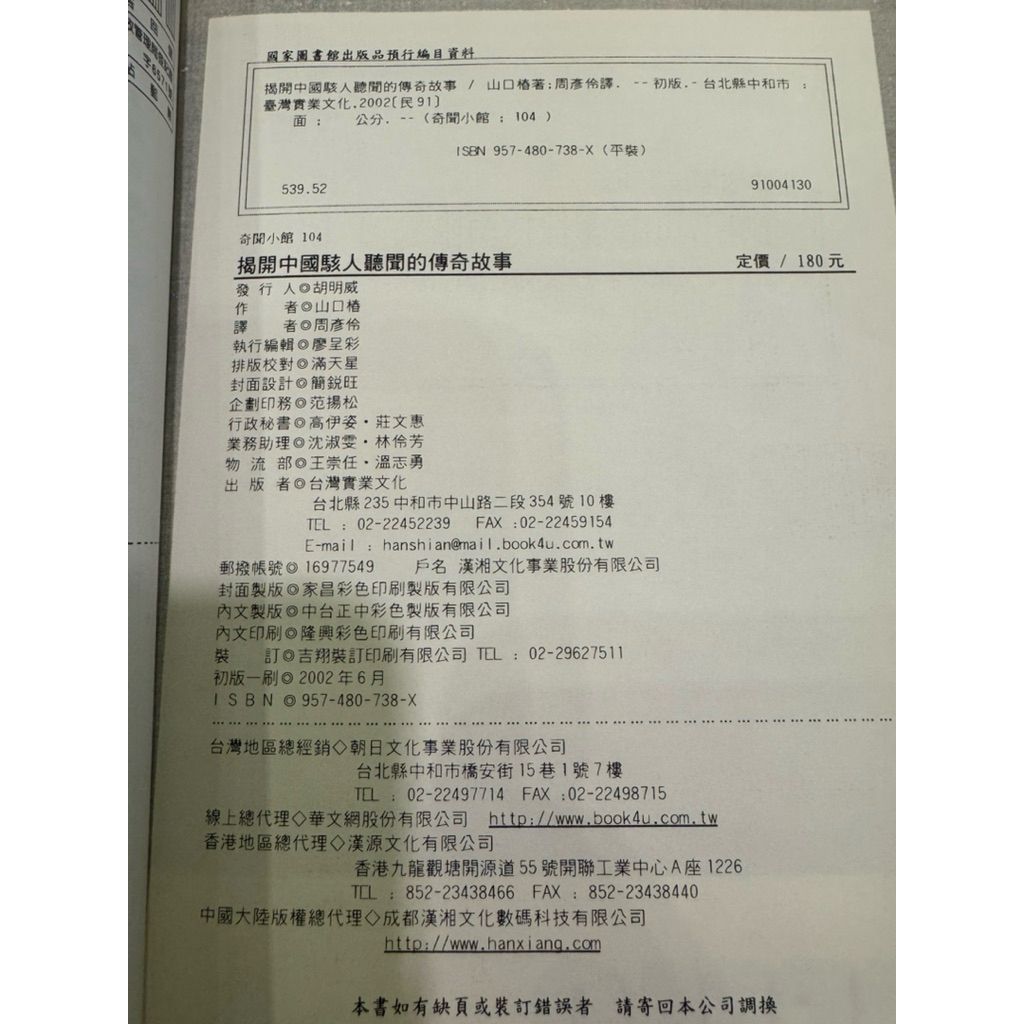 國家圖書館出版品預行編目資料
揭開中國駭人聽聞的傳奇故事 / 山口椿著;周彥伶譯. -- 初版.- 台北縣中和市 :
臺灣實業文化,2002[民91]
面 ; 公分. -- (奇聞小館 ; 104 )
ISBN 957-480-738-X (平裝)
539.52 91004130
奇聞小館 104
揭開中國駭人聽聞的傳奇故事 定價 / 180元
發行人◎胡明威
作者◎山口椿
譯者◎周彥伶
執行編輯◎廖呈彩
排版校對◎滿天星
封面設計◎簡銳旺
企劃印務◎范揚松
行政秘書◎高伊姿・莊文惠
業務助理◎沈淑雯・林伶芳
物流部◎王崇任・溫志勇
出版者◎台灣實業文化
台北縣235中和市中山路二段354號10樓
TEL : 02-22452239 FAX :02-22459154
E-mail : hanshian@mail.book4u.com.tw
郵撥帳號◎16977549 戶名 漢湘文化事業股份有限公司
封面製版◎家昌彩色印刷製版有限公司
內文製版◎中台正中彩色製版有限公司
內文印刷◎隆興彩色印刷有限公司
裝訂◎吉翔裝訂印刷有限公司 TEL : 02-29627511
初版一刷◎2002年6月
ISBN◎957-480-738-X
台灣地區總經銷◇朝日文化事業股份有限公司
台北縣中和市橋安街15巷1號7樓
TEL : 02-22497714 FAX :02-22498715
線上總代理◇華文網股份有限公司 http://www.book4u.com.tw
香港地區總代理◇漢源文化有限公司
香港九龍觀塘開源道55號開聯工業中心A座1226
TEL : 852-23438466 FAX : 852-23438440
中國大陸版權總代理◇成都漢湘文化數碼科技有限公司
http://www.hanxiang.com
本書如有缺頁或裝訂錯誤者 請寄回本公司調換